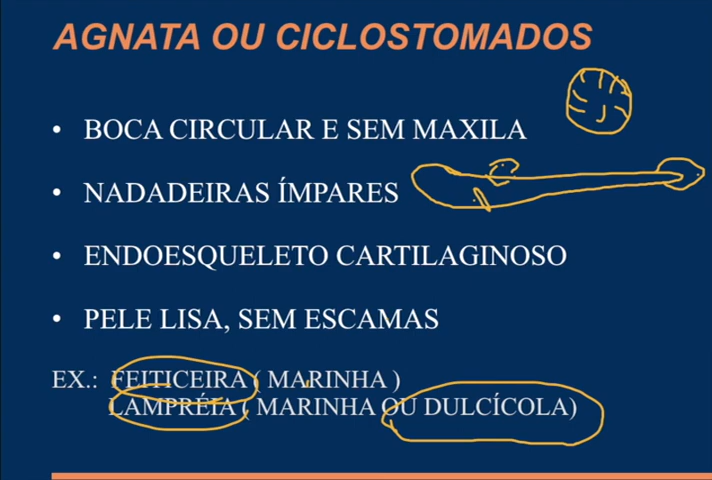 AGNATA OU CICLOSTOMADOS
• BOCA CIRCULAR E SEM MAXILA
• NADADEIRAS ÍMPARES
• ENDOESQUELETO CARTILAGINOSO
• PELE LISA, SEM ESCAMAS
EX.: FEITICEIRA ( MARINHA )
LAMPRÉIA ( MARINHA OU DULCÍCOLA)